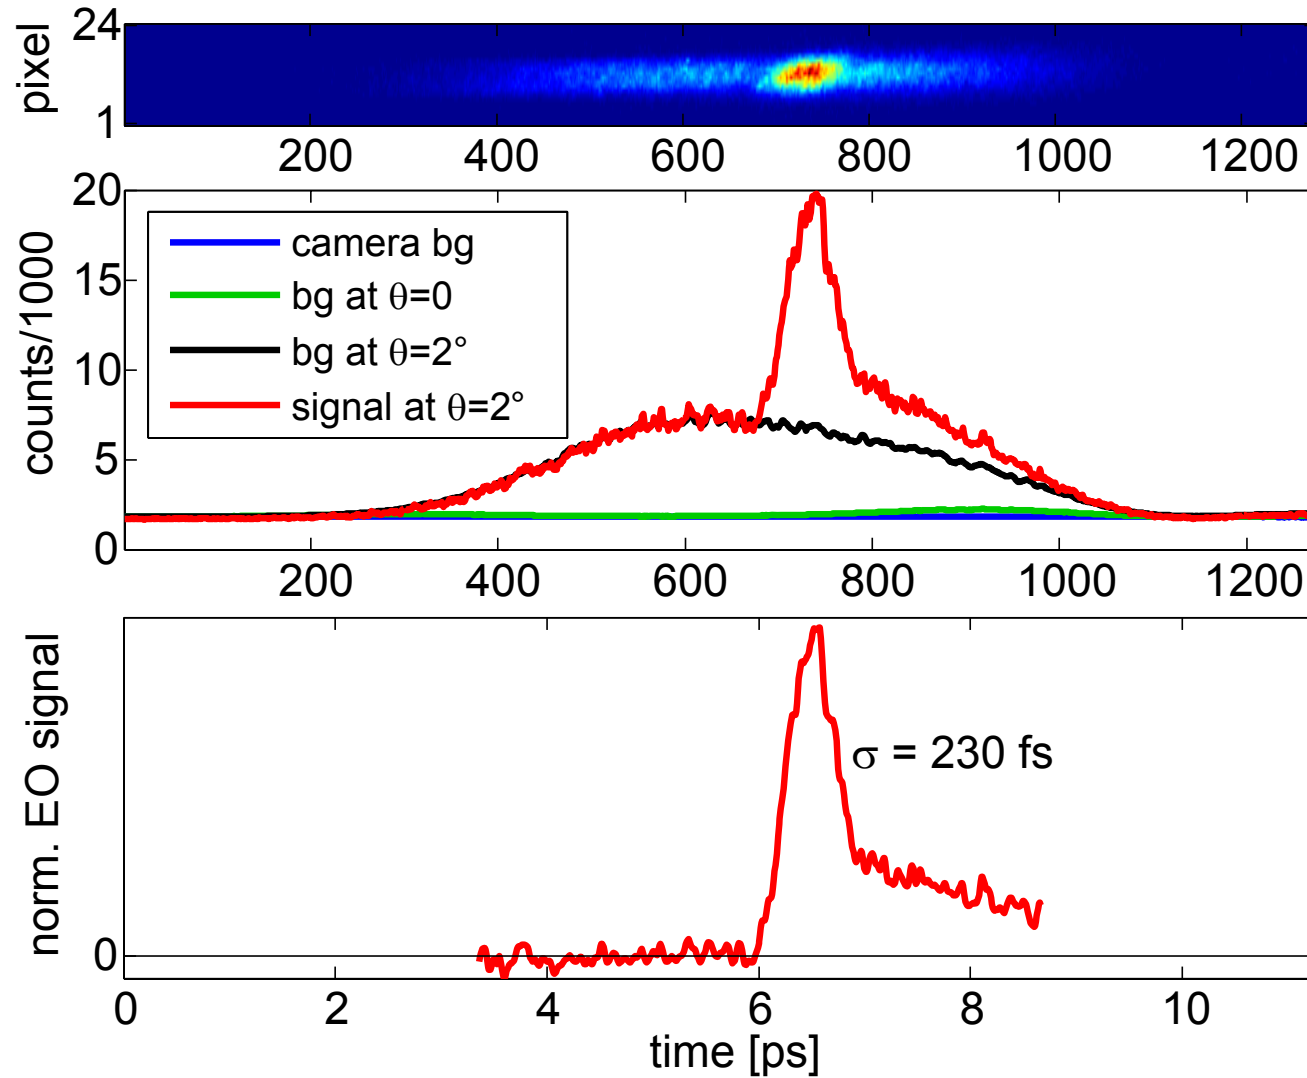 pixel
24
1
200 400 600 800 1000 1200
counts/1000
20
15
10
5
0
camera bg
bg at θ=0
bg at θ=2°
signal at θ=2°
200 400 600 800 1000 1200
norm. EO signal
0
σ = 230 fs
0 2 4 6 8 10
time [ps]